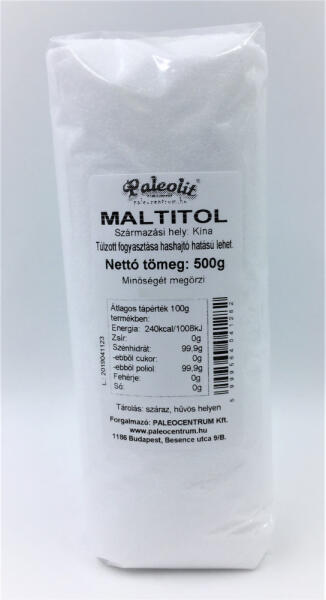 Paleolit
paleocentrum.hu
MALTITOL
Származási hely: Kína
Túlzott fogyasztása hashajtó hatású lehet.
Nettó tömeg: 500g
Minőségét megőrzi
Átlagos tápérték 100g
termékben:
Energia: 240kcal/1008kJ
Zsír: 0g
Szénhidrát: 99,9g
-ebből cukor: 0g
-ebből poliol: 99,9g
Fehérje: 0g
Só: 0g
L: 2019041123
5999564041262
Tárolás: száraz, hűvös helyen
Forgalmazó: PALEOCENTRUM Kft.
www.paleocentrum.hu
1186 Budapest, Besence utca 9/B.